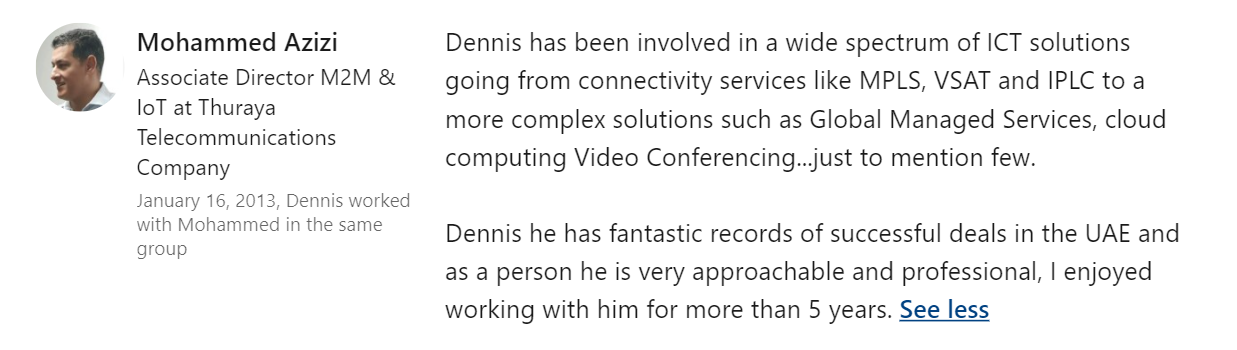 Mohammed Azizi
Associate Director M2M &
IoT at Thuraya
Telecommunications
Company
January 16, 2013, Dennis worked
with Mohammed in the same
group
Dennis has been involved in a wide spectrum of ICT solutions
going from connectivity services like MPLS, VSAT and IPLC to a
more complex solutions such as Global Managed Services, cloud
computing Video Conferencing...just to mention few.
Dennis he has fantastic records of successful deals in the UAE and
as a person he is very approachable and professional, I enjoyed
working with him for more than 5 years. See less